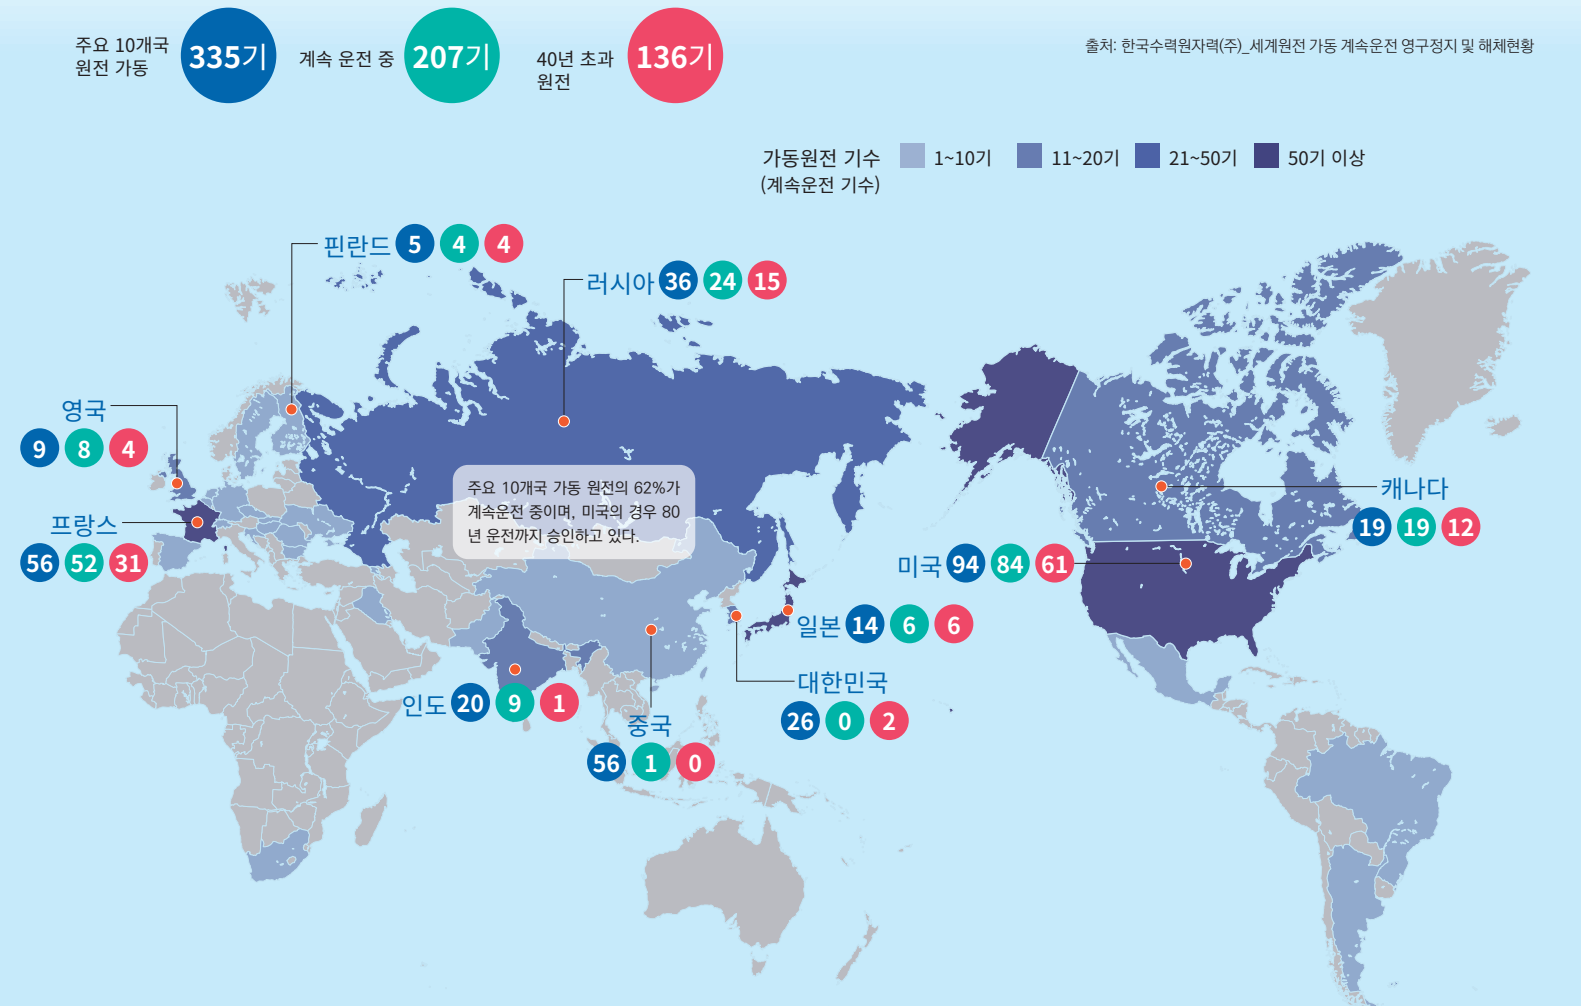 주요 10개국
원전 가동
335기
계속 운전 중
207기
40년 초과
원전
136기
출처: 한국수력원자력(주)_세계원전 가동 계속운전 영구정지 및 해체현황
가동원전 기수
(계속운전 기수)
1~10기
11~20기
21~50기
50기 이상
핀란드 5 4 4
러시아 36 24 15
영국
9 8 4
주요 10개국 가동 원전의 62%가
계속운전 중이며, 미국의 경우 80
년 운전까지 승인하고 있다.
프랑스
56 52 31
캐나다
19 19 12
미국 94 84 61
일본 14 6 6
대한민국
26 0 2
인도 20 9 1
중국
56 1 0